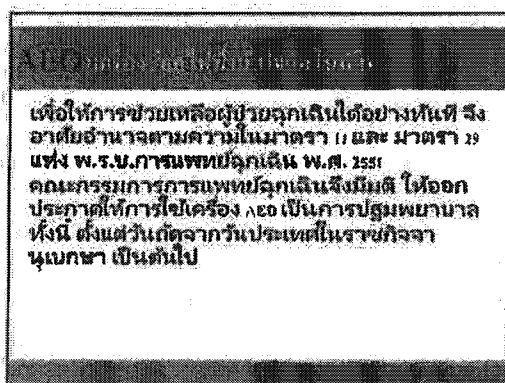 AED
เพื่อให้การช่วยเหลือผู้ป่วยฉุกเฉินได้อย่างทันที จึง
อาศัยอำนาจตามความในมาตรา 11 และ มาตรา 29
แห่ง พ.ร.บ.การแพทย์ฉุกเฉิน พ.ศ. 2551
คณะกรรมการการแพทย์ฉุกเฉินจึงมีมติ ให้ออก
ประกาศให้การใช้เครื่อง AED เป็นการปฐมพยาบาล
ทั้งนี้ ตั้งแต่วันถัดจากวันประเทศในราชกิจจา
นุเบกษา เป็นต้นไป